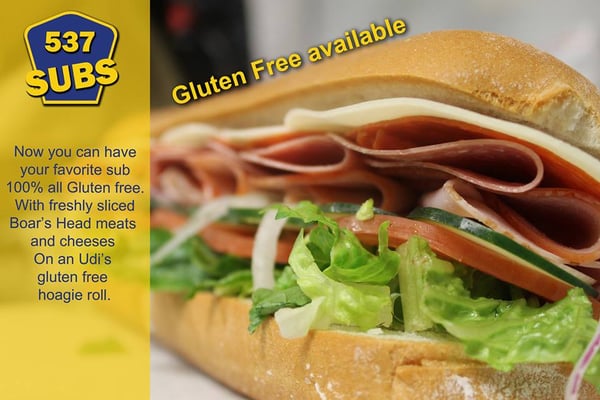 537
SUBS
Gluten Free available
Now you can have
your favorite sub
100% all Gluten free.
With freshly sliced
Boar's Head meats
and cheeses
On an Udi's
gluten free
hoagie roll.